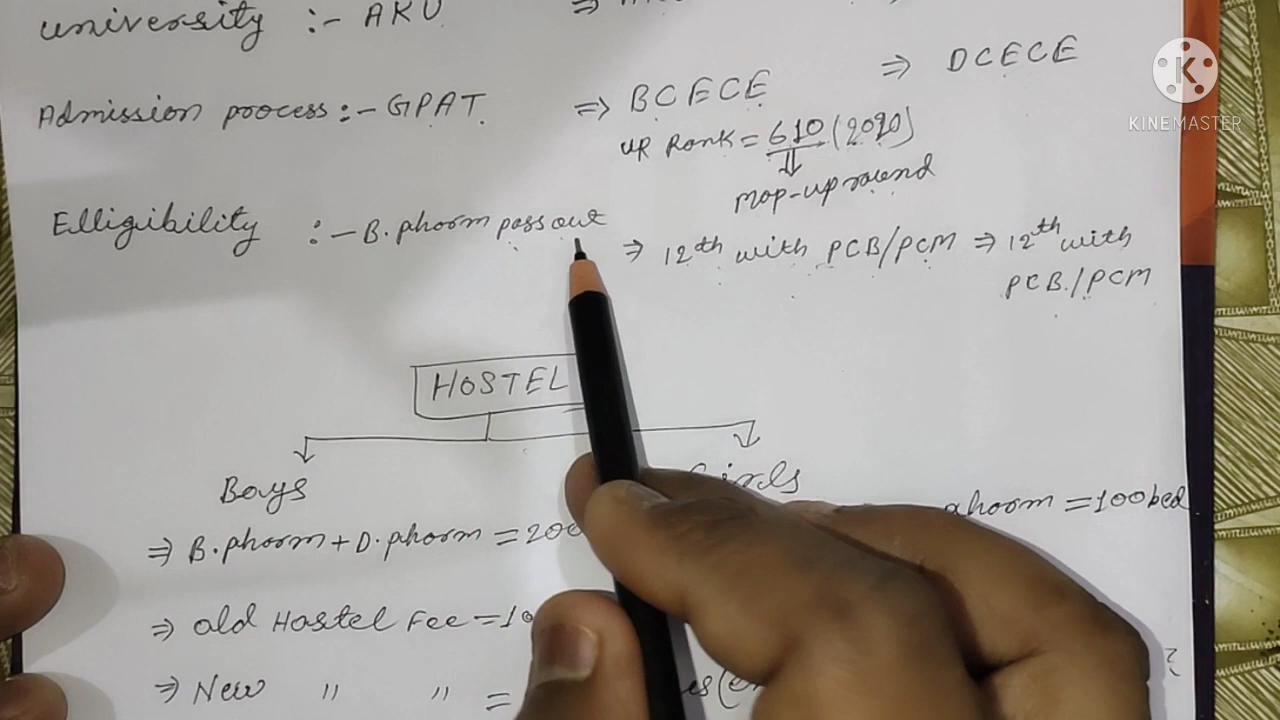 university :- AKU ⇒
Admission process :- GPAT ⇒ BCECE ⇒ DCECE
UR Rank = 610 (2020)
mop-up round
Elligibility :- B.pharm pass out ⇒ 12th with PCB/PCM ⇒ 12th with
PCB./PCM
HOSTEL
Boys Girls
⇒ B.pharm + D.pharm = 200 pharm = 100 bed
⇒ old Hostel Fee =
⇒ New " " =
KINEMASTER